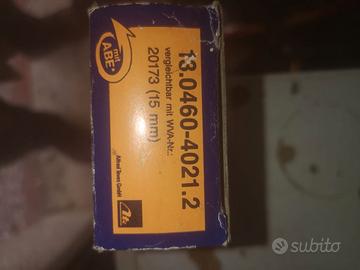 mit
ABE
13.0460-4021.2
vergleichbar mit WVA-Nr.:
20173 (15 mm)
Alfred Teves GmbH
Ate
subito